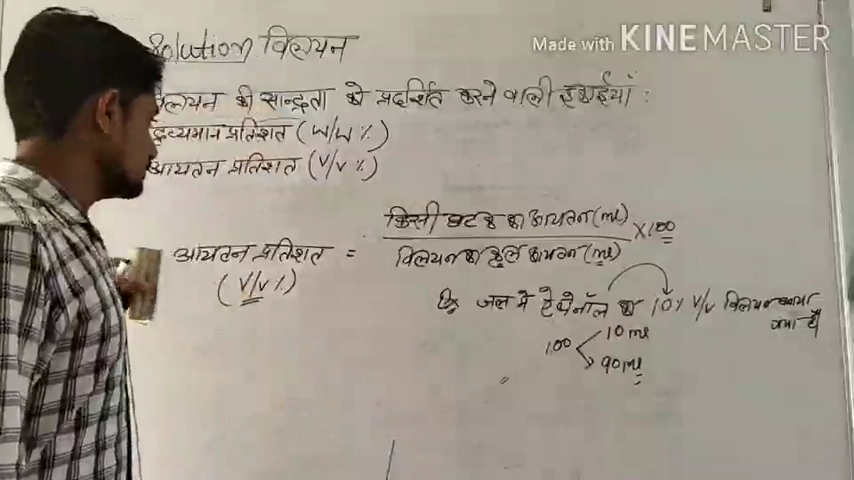 Solution विलयन
Made with KINEMASTER
विलयन की सान्द्रता को प्रदर्शित करने वाली इकाईयां :
द्रव्यमान प्रतिशत (W/W %)
आयतन प्रतिशत (V/V %)
किसी घटक का आयतन (ml)
आयतन प्रतिशत = ×100
विलयन का कुल आयतन (ml)
(V/V %)
जल में ऐथेनॉल का 10% V/V विलयन
100 10 ml
90 ml